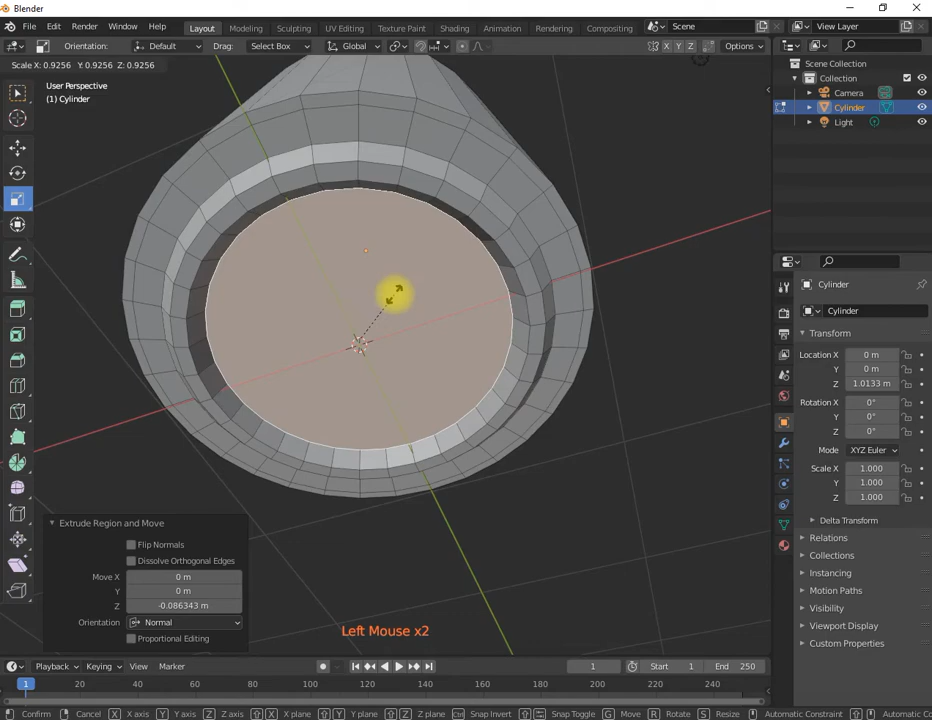 Blender
File Edit Render Window Help Layout Modeling Sculpting UV Editing Texture Paint Shading Animation Rendering Compositing Scene View Layer
Orientation: Default Drag: Select Box Global X Y Z Options
Scale X: 0.9256 Y: 0.9256 Z: 0.9256
User Perspective
(1) Cylinder
Scene Collection
Collection
Camera
Cylinder
Light
Cylinder
Cylinder
Transform
Location X 0 m
Y 0 m
Z 1.0133 m
Rotation X 0°
Y 0°
Z 0°
Mode XYZ Euler
Scale X 1.000
Y 1.000
Z 1.000
Delta Transform
Relations
Collections
Instancing
Motion Paths
Visibility
Viewport Display
Custom Properties
Extrude Region and Move
Flip Normals
Dissolve Orthogonal Edges
Move X 0 m
Y 0 m
Z -0.086343 m
Orientation Normal
Proportional Editing
Left Mouse x2
Playback Keying View Marker 1 Start 1 End 250
1 20 40 60 80 100 120 140 160 180 200 220 240
Confirm Cancel X X axis Y Y axis Z Z axis X X plane Y Y plane Z Z plane Snap Invert Snap Toggle G Move R Rotate S Resize Automatic Constraint Automatic Co